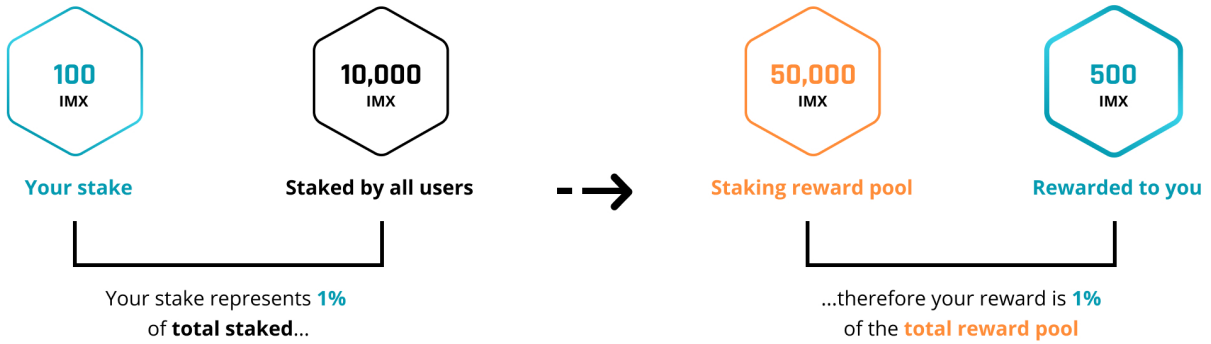 100
IMX
Your stake
10,000
IMX
Staked by all users
Your stake represents 1%
of total staked...
50,000
IMX
Staking reward pool
500
IMX
Rewarded to you
...therefore your reward is 1%
of the total reward pool